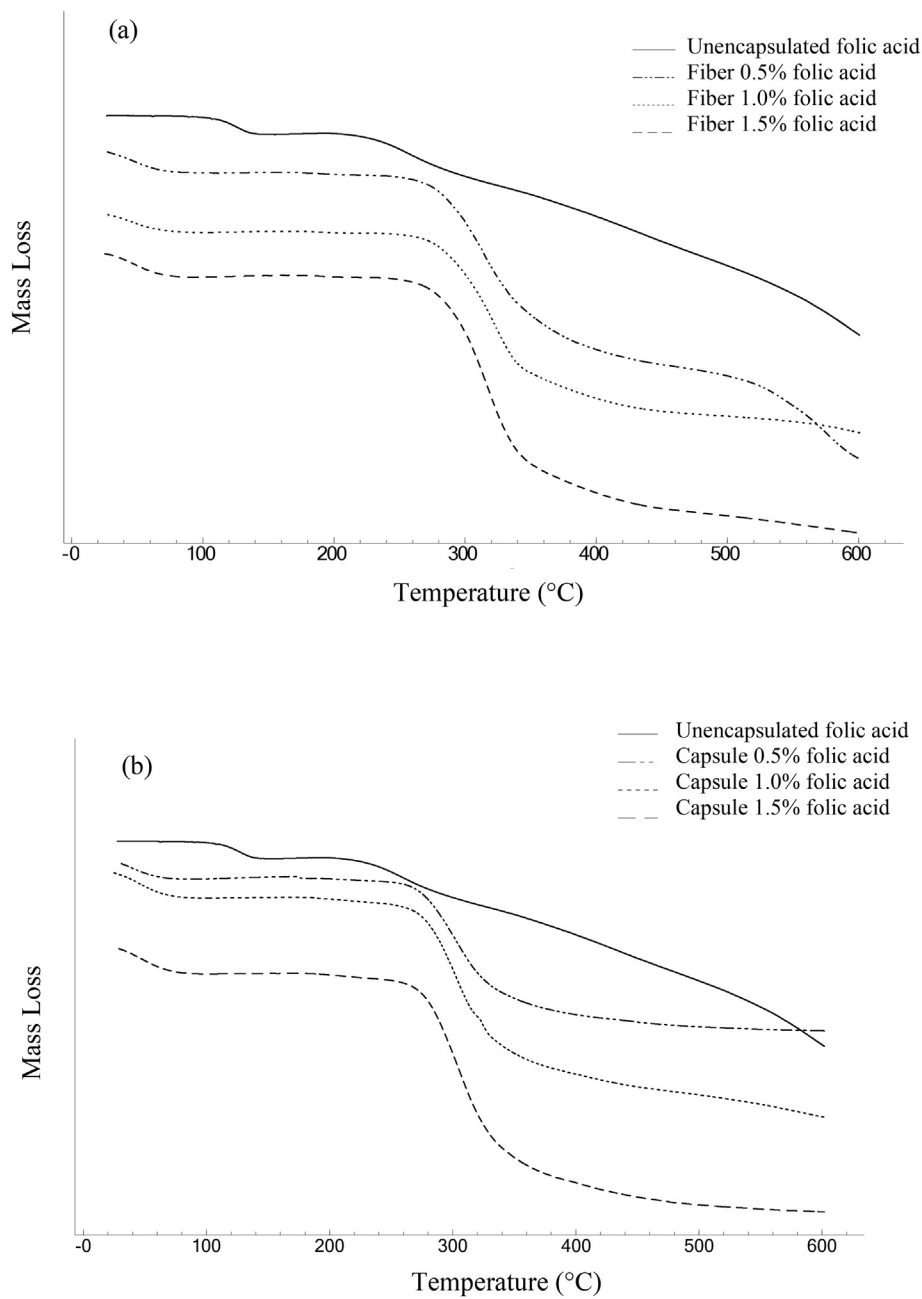 (a)
Unencapsulated folic acid
Fiber 0.5% folic acid
Fiber 1.0% folic acid
Fiber 1.5% folic acid
Mass Loss
-0 100 200 300 400 500 600
Temperature (°C)
(b)
Unencapsulated folic acid
Capsule 0.5% folic acid
Capsule 1.0% folic acid
Capsule 1.5% folic acid
Mass Loss
-0 100 200 300 400 500 600
Temperature (°C)